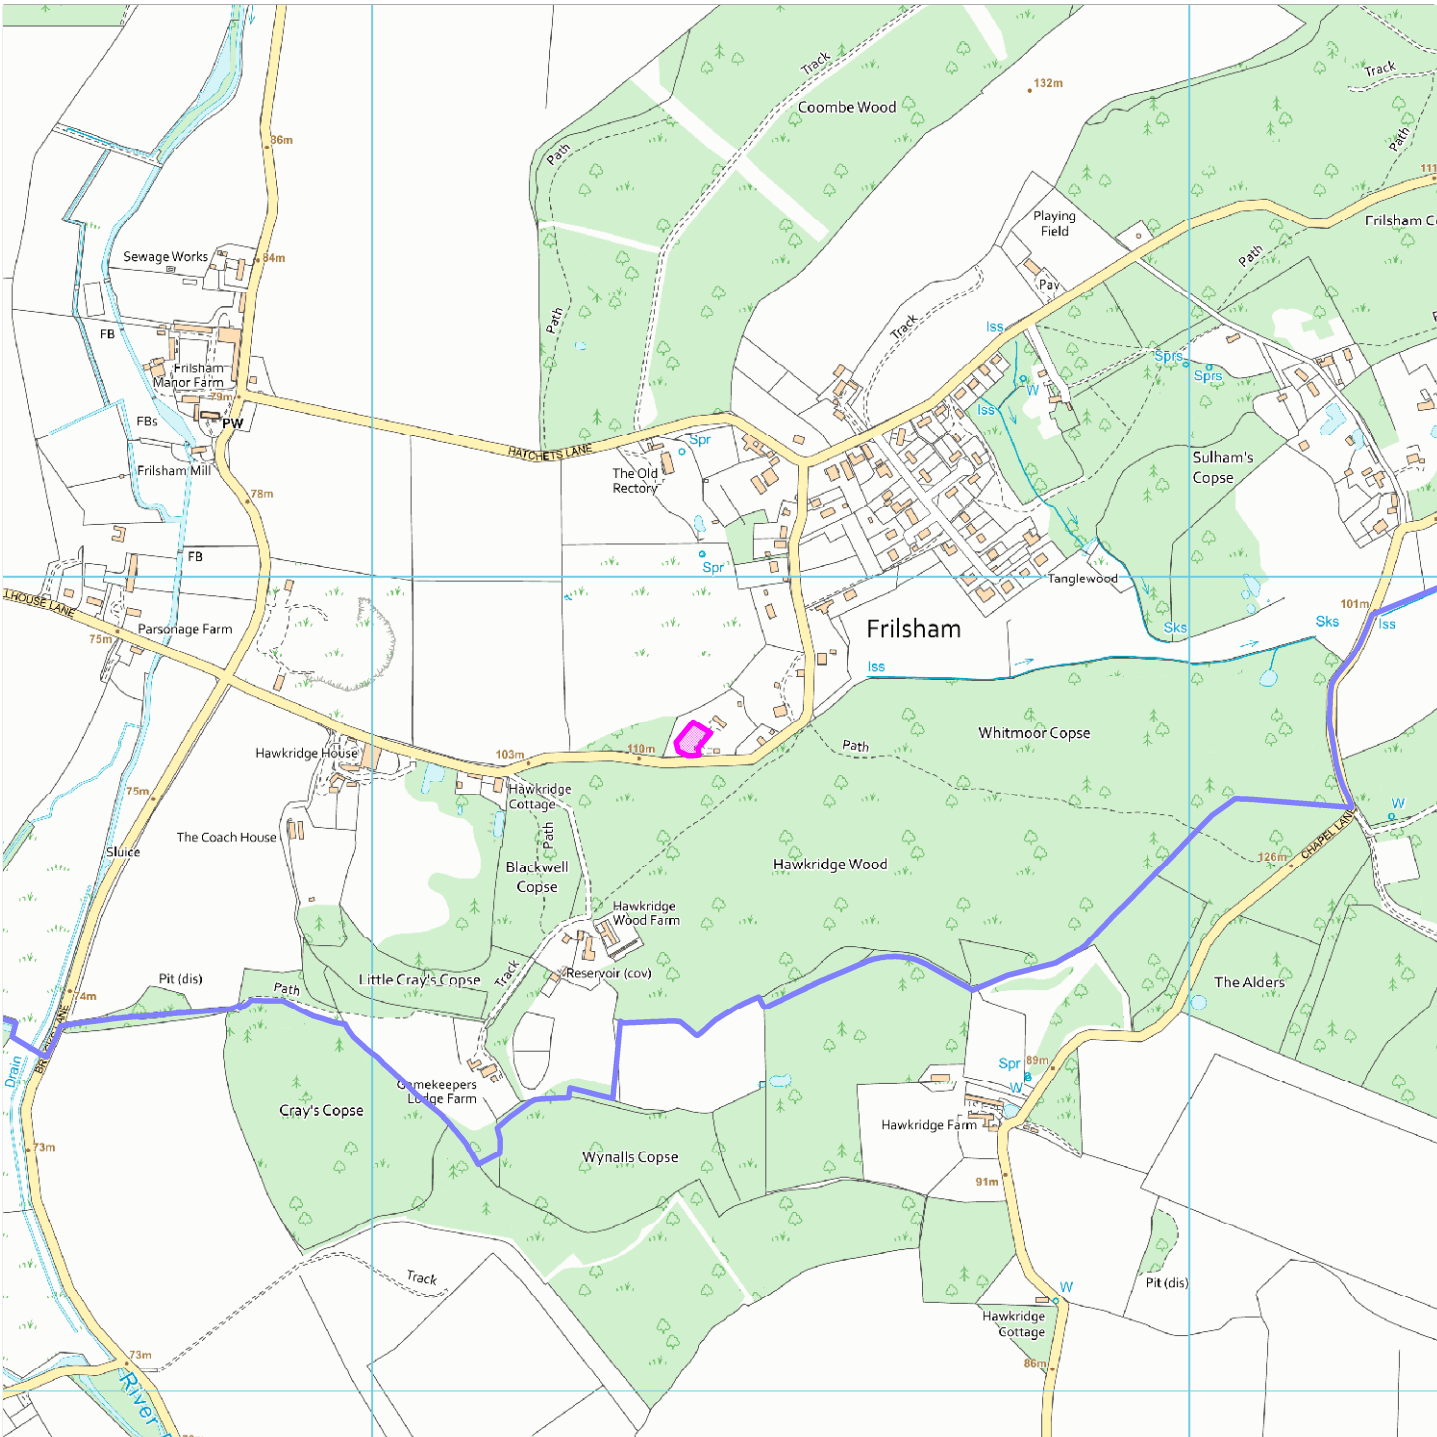 Track
Coombe Wood
132m
Track
Path
Path
86m
111
Playing
Field
Frilsham C
Sewage Works
84m
Path
Pav
Path
Track
Iss
FB
Sprs
Sprs
Frilsham
Manor Farm
W
79m
Iss
FBs
PW
HATCHETS LANE
Spr
Frilsham Mill
The Old
Rectory
Sulham's
Copse
78m
FB
Spr
Tanglewood
LHOUSE LANE
101m
Parsonage Farm
75m
Frilsham
Sks
Sks
Iss
Iss
Whitmoor Copse
Path
Hawkridge House
103m
110m
Hawkridge
Cottage
75m
W
The Coach House
Path
CHAPEL LANE
Sluice
126m
Blackwell
Copse
Hawkridge Wood
Hawkridge
Wood Farm
Pit (dis)
Little Cray's Copse
Track
Reservoir (cov)
The Alders
Path
74m
Drain
Spr
89m
W
Gamekeepers
Lodge Farm
Cray's Copse
Hawkridge Farm
73m
Wynalls Copse
91m
Track
Pit (dis)
W
Hawkridge
Cottage
73m
86m
River